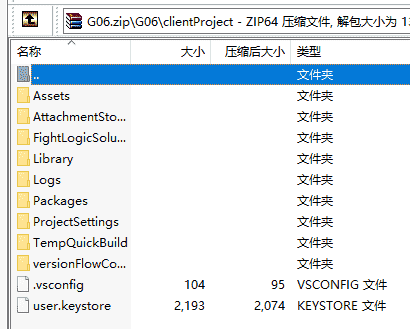 G06.zip\G06\clientProject - ZIP64 压缩文件, 解包大小为 13
名称 大小 压缩后大小 类型
.. 文件夹
Assets 文件夹
AttachmentSto... 文件夹
FightLogicSolu... 文件夹
Library 文件夹
Logs 文件夹
Packages 文件夹
ProjectSettings 文件夹
TempQuickBuild 文件夹
versionFlowCo... 文件夹
.vsconfig 104 95 VSCONFIG 文件
user.keystore 2,193 2,074 KEYSTORE 文件